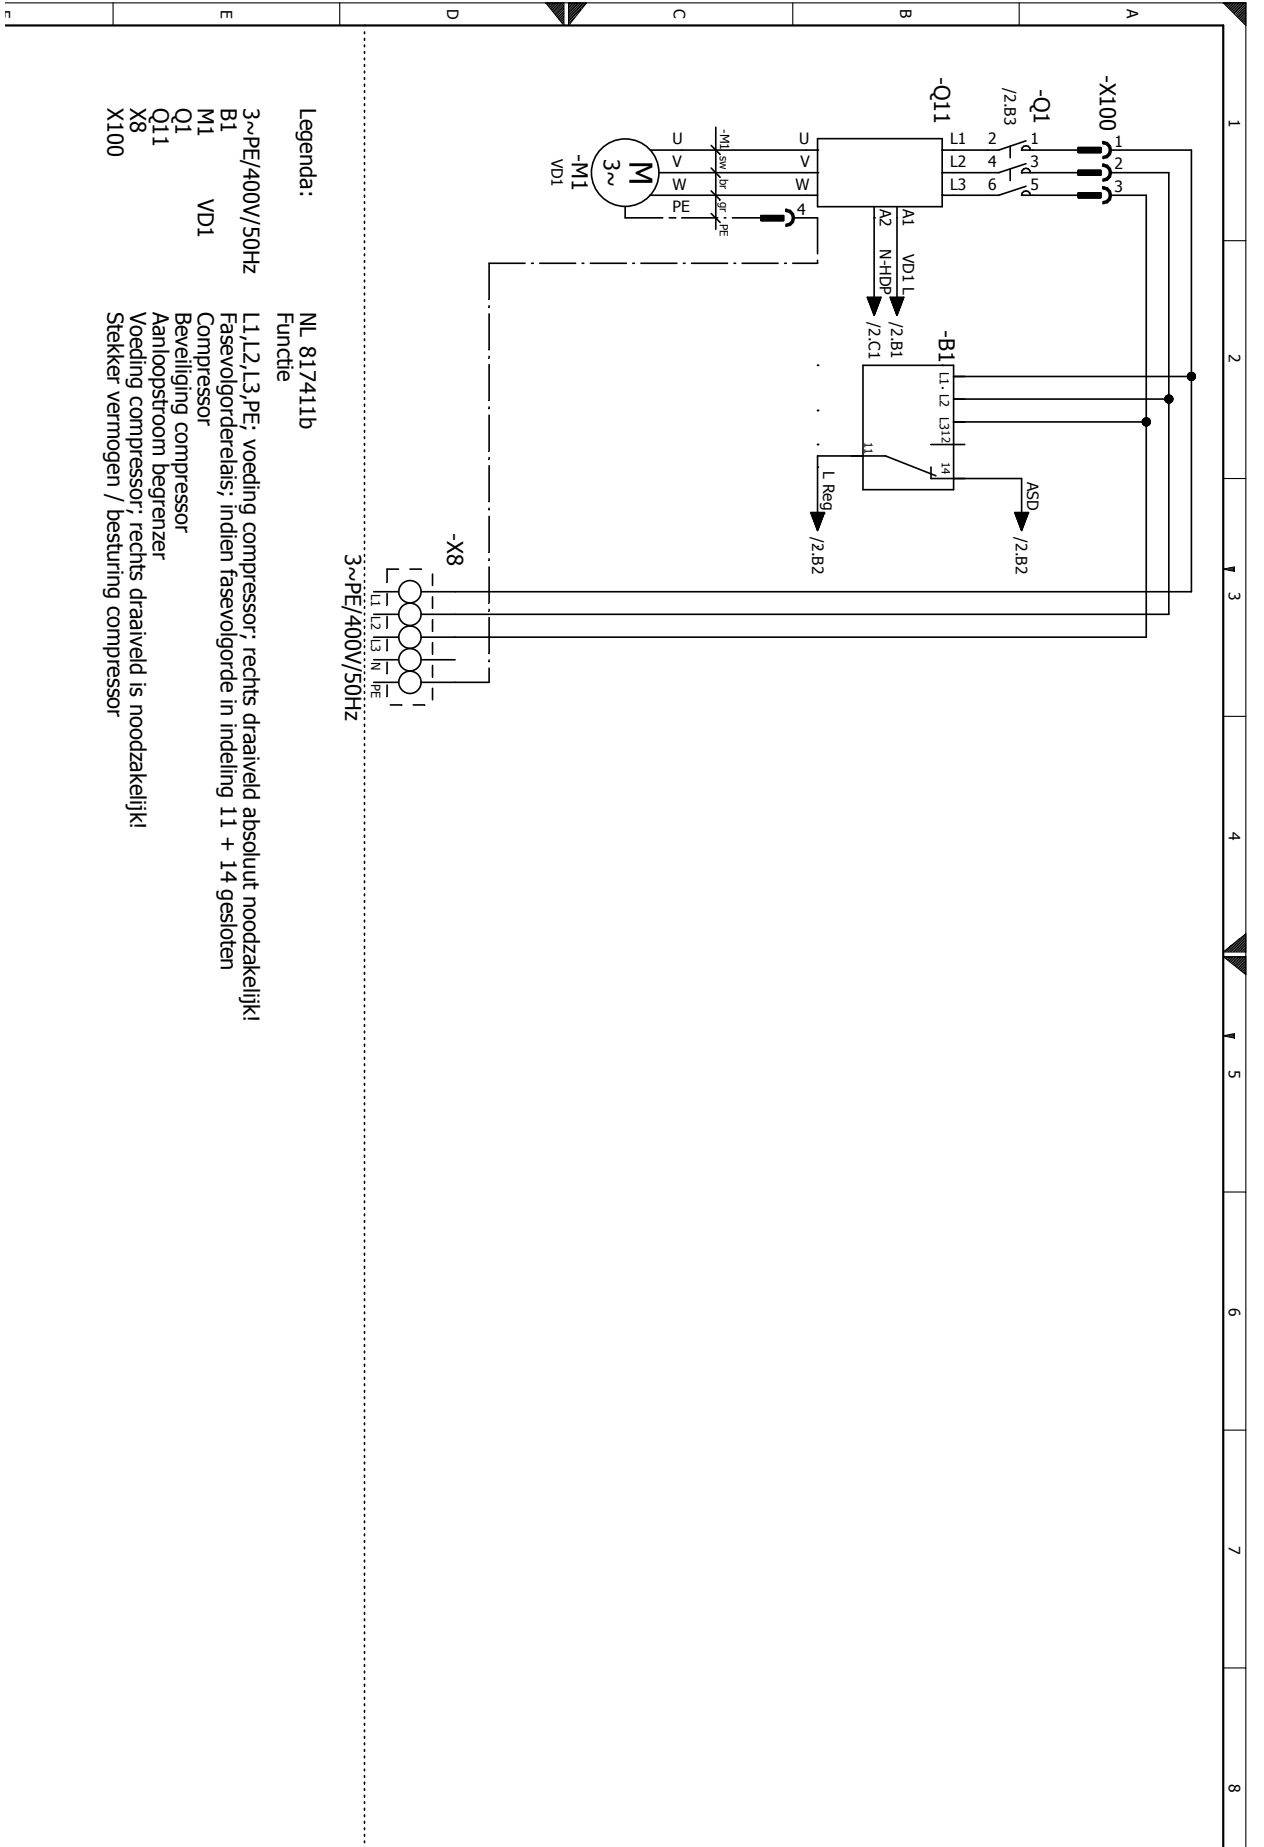 1
2
3
4
5
6
7
8
A
B
C
D
E
-X100
1
2
3
-Q1
/2.B3
1
3
5
2
4
6
L1
L2
L3
-Q11
A1
A2
VD1 L
N-HDP
/2.B1
/2.C1
U
V
W
4
-M1
sw
br
gr
PE
U
V
W
PE
M
3~
-M1
VD1
-B1
L1
L2
L3
12
14
11
ASD
/2.B2
L Reg
/2.B2
-X8
L1
L2
L3
N
PE
3~PE/400V/50Hz
Legenda:
NL 817411b
Functie
3~PE/400V/50Hz L1,L2,L3,PE; voeding compressor; rechts draaiveld absoluut noodzakelijk!
B1 Fasevolgorderelais; indien fasevolgorde in indeling 11 + 14 gesloten
M1 VD1 Compressor
Q1 Beveiliging compressor
Q11 Aanloopstroom begrenzer
X8 Voeding compressor; rechts draaiveld is noodzakelijk!
X100 Stekker vermogen / besturing compressor